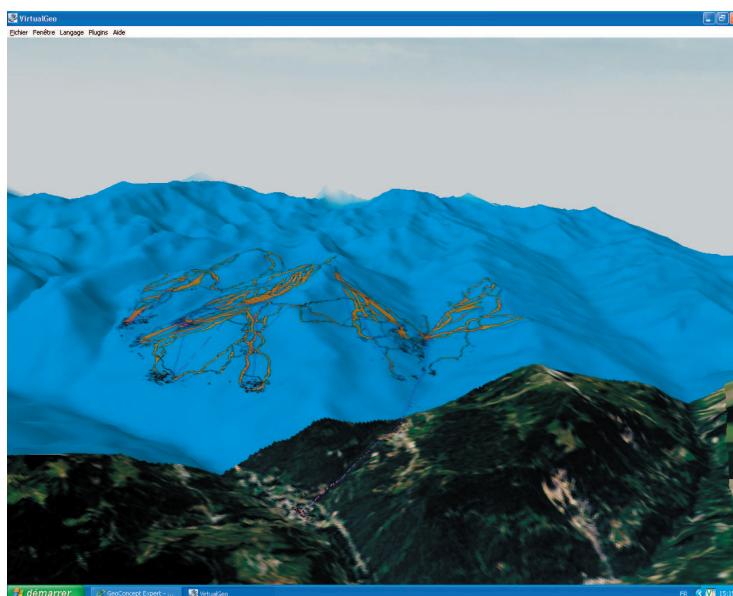 VirtualGeo
Fichier Fenêtre Langage Plugins Aide
démarrer GeoConcept Expert - ... VirtualGeo FR